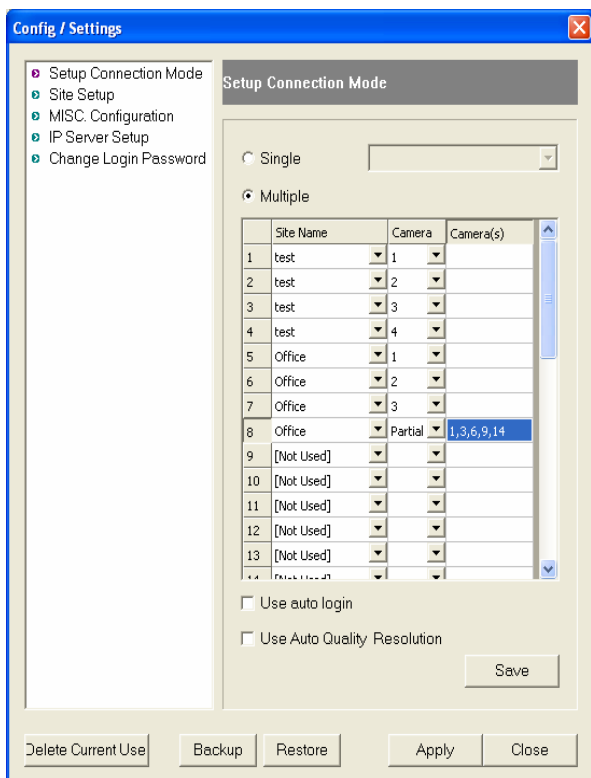 Config / Settings
Setup Connection Mode
Site Setup
MISC. Configuration
IP Server Setup
Change Login Password
Setup Connection Mode
Single
Multiple
Site Name Camera Camera(s)
1 test 1
2 test 2
3 test 3
4 test 4
5 Office 1
6 Office 2
7 Office 3
8 Office Partial 1,3,6,9,14
9 [Not Used]
10 [Not Used]
11 [Not Used]
12 [Not Used]
13 [Not Used]
14 [Not Used]
Use auto login
Use Auto Quality Resolution
Save
Delete Current Use
Backup
Restore
Apply
Close